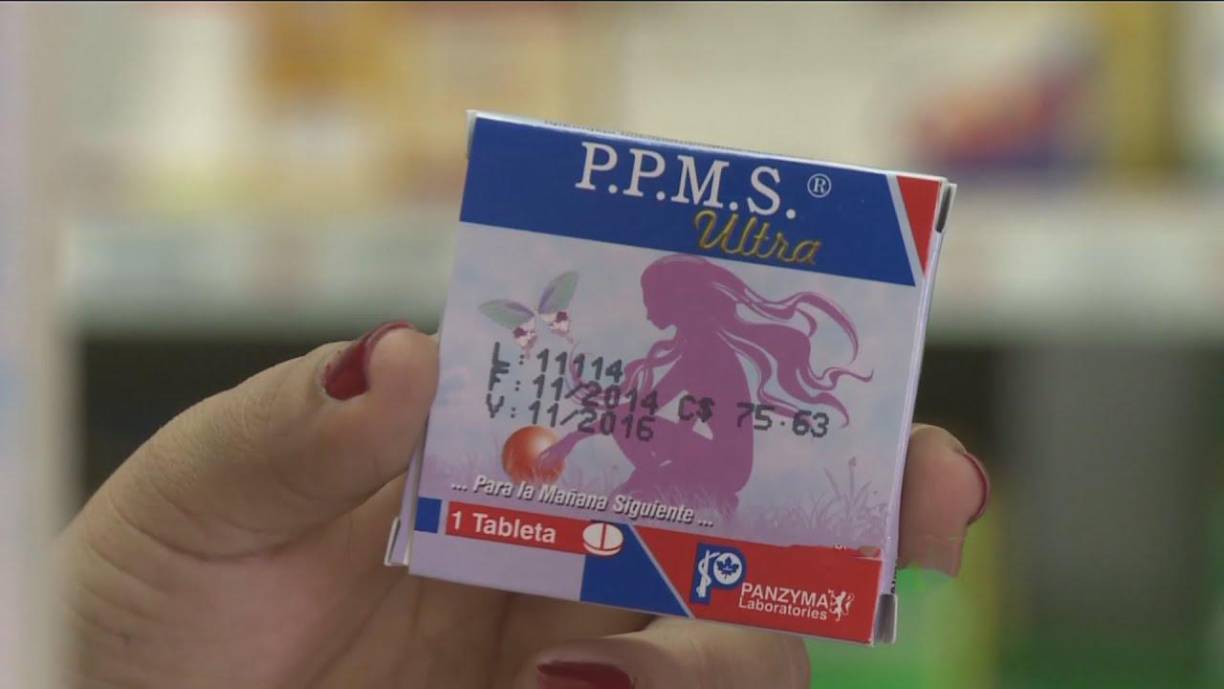 P.P.M.S.®
Ultra
L: 11114
F: 11/2014 C$ 75.63
V: 11/2016
... Para la Mañana Siguiente ...
1 Tableta
PANZYMA
Laboratories